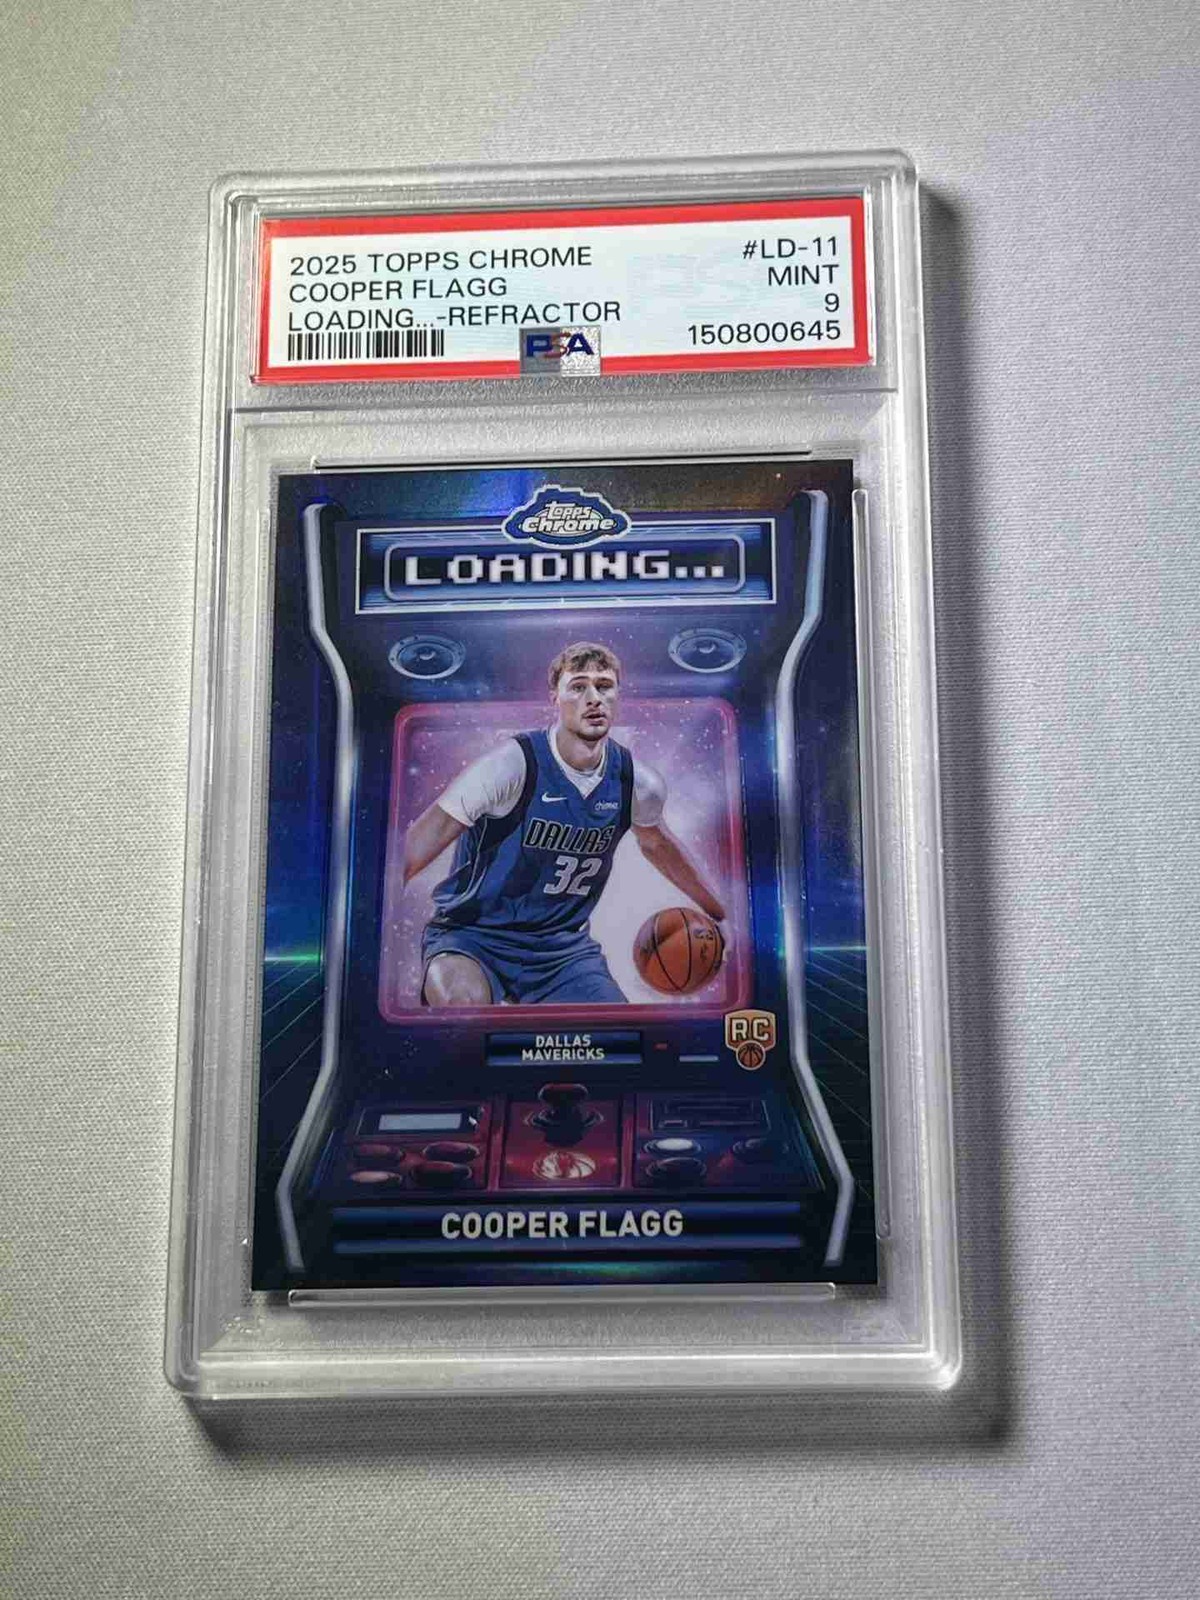 2025 TOPPS CHROME #LD-11
COOPER FLAGG MINT
LOADING...-REFRACTOR 9
PSA 150800645
Topps
Chrome
LOADING...
chime
DALLAS
32
RC
DALLAS
MAVERICKS
COOPER FLAGG